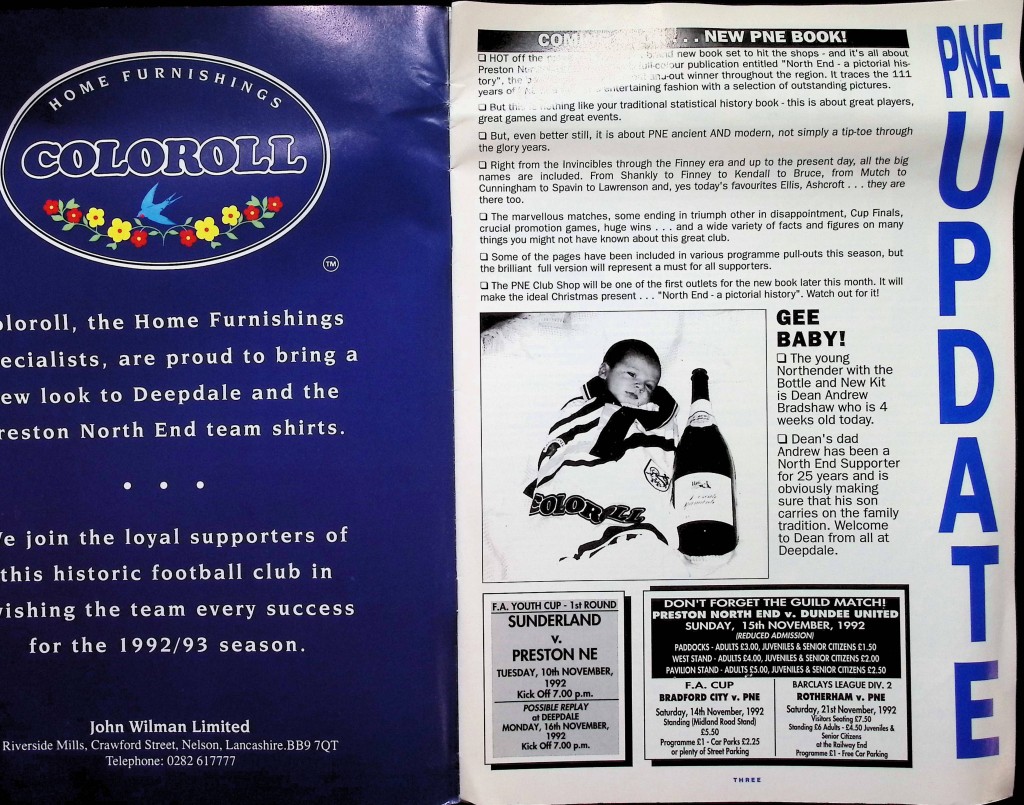 HOME FURNISHINGS
COLOROLL
TM
oloroll, the Home Furnishings
ecialists, are proud to bring a
ew look to Deepdale and the
reston North End team shirts.
• • •
e join the loyal supporters of
this historic football club in
ishing the team every success
for the 1992/93 season.
John Wilman Limited
Riverside Mills, Crawford Street, Nelson, Lancashire.BB9 7QT
Telephone: 0282 617777
. . . NEW PNE BOOK!
❑ HOT off the new book set to hit the shops - and it's all about
Preston publication entitled "North End - a pictorial his-
tory", the winner throughout the region. It traces the 111
years of entertaining fashion with a selection of outstanding pictures.
❑ But nothing like your traditional statistical history book - this is about great players,
great games and great events.
❑ But, even better still, it is about PNE ancient AND modern, not simply a tip-toe through
the glory years.
❑ Right from the Invincibles through the Finney era and up to the present day, all the big
names are included. From Shankly to Finney to Kendall to Bruce, from Mutch to
Cunningham to Spavin to Lawrenson and, yes today's favourites Ellis, Ashcroft . . . they are
there too.
❑ The marvellous matches, some ending in triumph other in disappointment, Cup Finals,
crucial promotion games, huge wins . . . and a wide variety of facts and figures on many
things you might not have known about this great club.
❑ Some of the pages have been included in various programme pull-outs this season, but
the brilliant full version will represent a must for all supporters.
❑ The PNE Club Shop will be one of the first outlets for the new book later this month. It will
make the ideal Christmas present . . . "North End - a pictorial history". Watch out for it!
COLOROLL
GEE
BABY!
❑ The young
Northender with the
Bottle and New Kit
is Dean Andrew
Bradshaw who is 4
weeks old today.
❑ Dean's dad
Andrew has been a
North End Supporter
for 25 years and is
obviously making
sure that his son
carries on the family
tradition. Welcome
to Dean from all at
Deepdale.
F.A. YOUTH CUP - 1st ROUND
SUNDERLAND
v.
PRESTON NE
TUESDAY, 10th NOVEMBER,
1992
Kick Off 7.00 p.m.
POSSIBLE REPLAY
at DEEPDALE
MONDAY, 16th NOVEMBER,
1992
Kick Off 7.00 p.m.
DON'T FORGET THE GUILD MATCH!
PRESTON NORTH END v. DUNDEE UNITED
SUNDAY, 15th NOVEMBER, 1992
(REDUCED ADMISSION)
PADDOCKS - ADULTS £3.00, JUVENILES & SENIOR CITIZENS £1.50
WEST STAND - ADULTS £4.00, JUVENILES & SENIOR CITIZENS £2.00
PAVILION STAND - ADULTS £5.00, JUVENILES & SENIOR CITIZENS £2.50
F.A. CUP
BRADFORD CITY v. PNE
Saturday, 14th November, 1992
Standing (Midland Road Stand)
£5.50
Programme £1 - Car Parks £2.25
or plenty of Street Parking
BARCLAYS LEAGUE DIV. 2
ROTHERHAM v. PNE
Saturday, 21st November, 1992
Visitors Seating £7.50
Standing £6 Adults - £4.50 Juveniles &
Senior Citizens
at the Railway End
Programme £1 - Free Car Parking
THREE
PNE
UPDATE